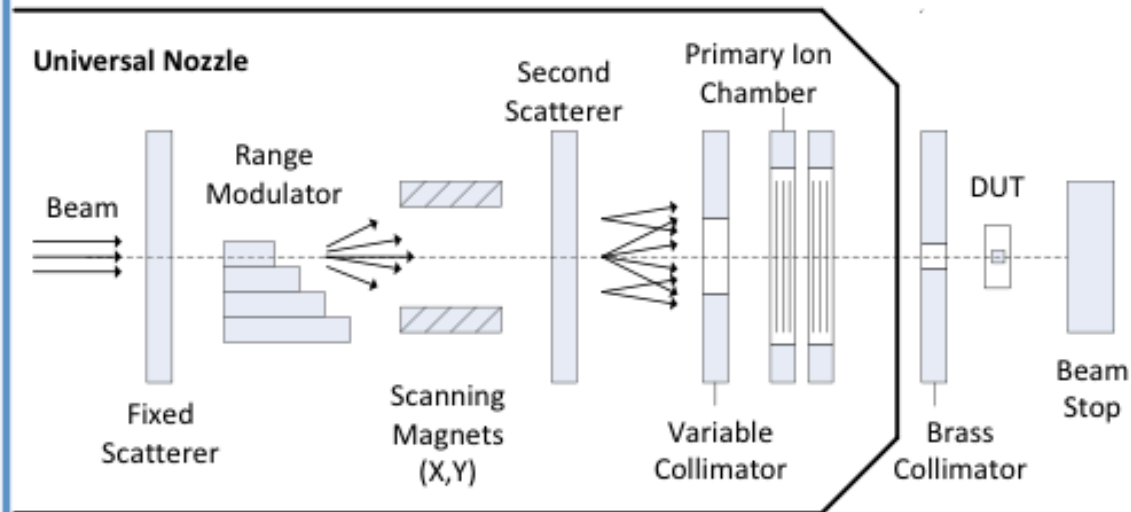 Universal Nozzle
Primary Ion
Chamber
Second
Scatterer
Range
Modulator
Beam
DUT
Fixed
Scatterer
Scanning
Magnets
(X,Y)
Variable
Collimator
Brass
Collimator
Beam
Stop